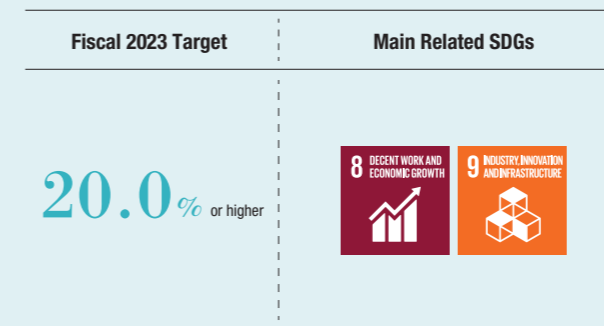 Fiscal 2023 Target
Main Related SDGs
20.0% or higher
8 DECENT WORK AND
ECONOMIC GROWTH
9 INDUSTRY, INNOVATION
AND INFRASTRUCTURE